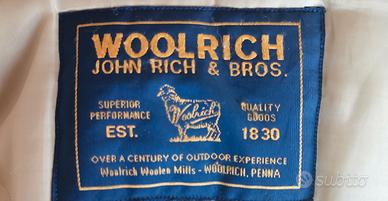 WOOLRICH
JOHN RICH & BROS.
SUPERIOR
PERFORMANCE
EST.
Woolrich
QUALITY
GOODS
1830
OVER A CENTURY OF OUTDOOR EXPERIENCE
Woolrich Woolen Mills - WOOLRICH, PENNA
subito